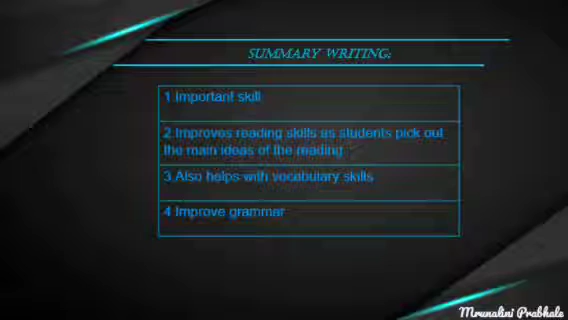 SUMMARY WRITING:
1.Important skill
2.Improves reading skills as students pick out
the main ideas of the reading
3.Also helps with vocabulary skills
4.Improve grammar
Mrunalini Prabhale